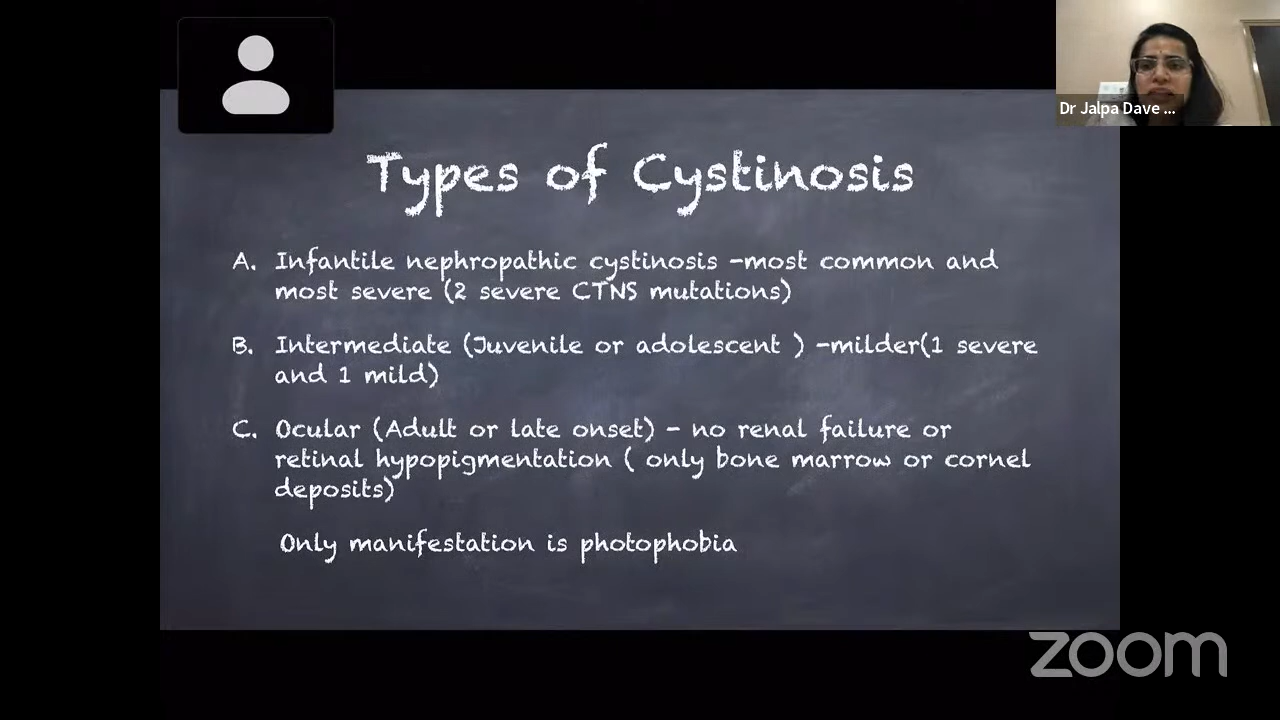 Dr Jalpa Dave ...
Types of Cystinosis
A. Infantile nephropathic cystinosis -most common and
most severe (2 severe CTNS mutations)
B. Intermediate (Juvenile or adolescent ) -milder(1 severe
and 1 mild)
C. Ocular (Adult or late onset) - no renal failure or
retinal hypopigmentation ( only bone marrow or cornel
deposits)
Only manifestation is photophobia
zoom